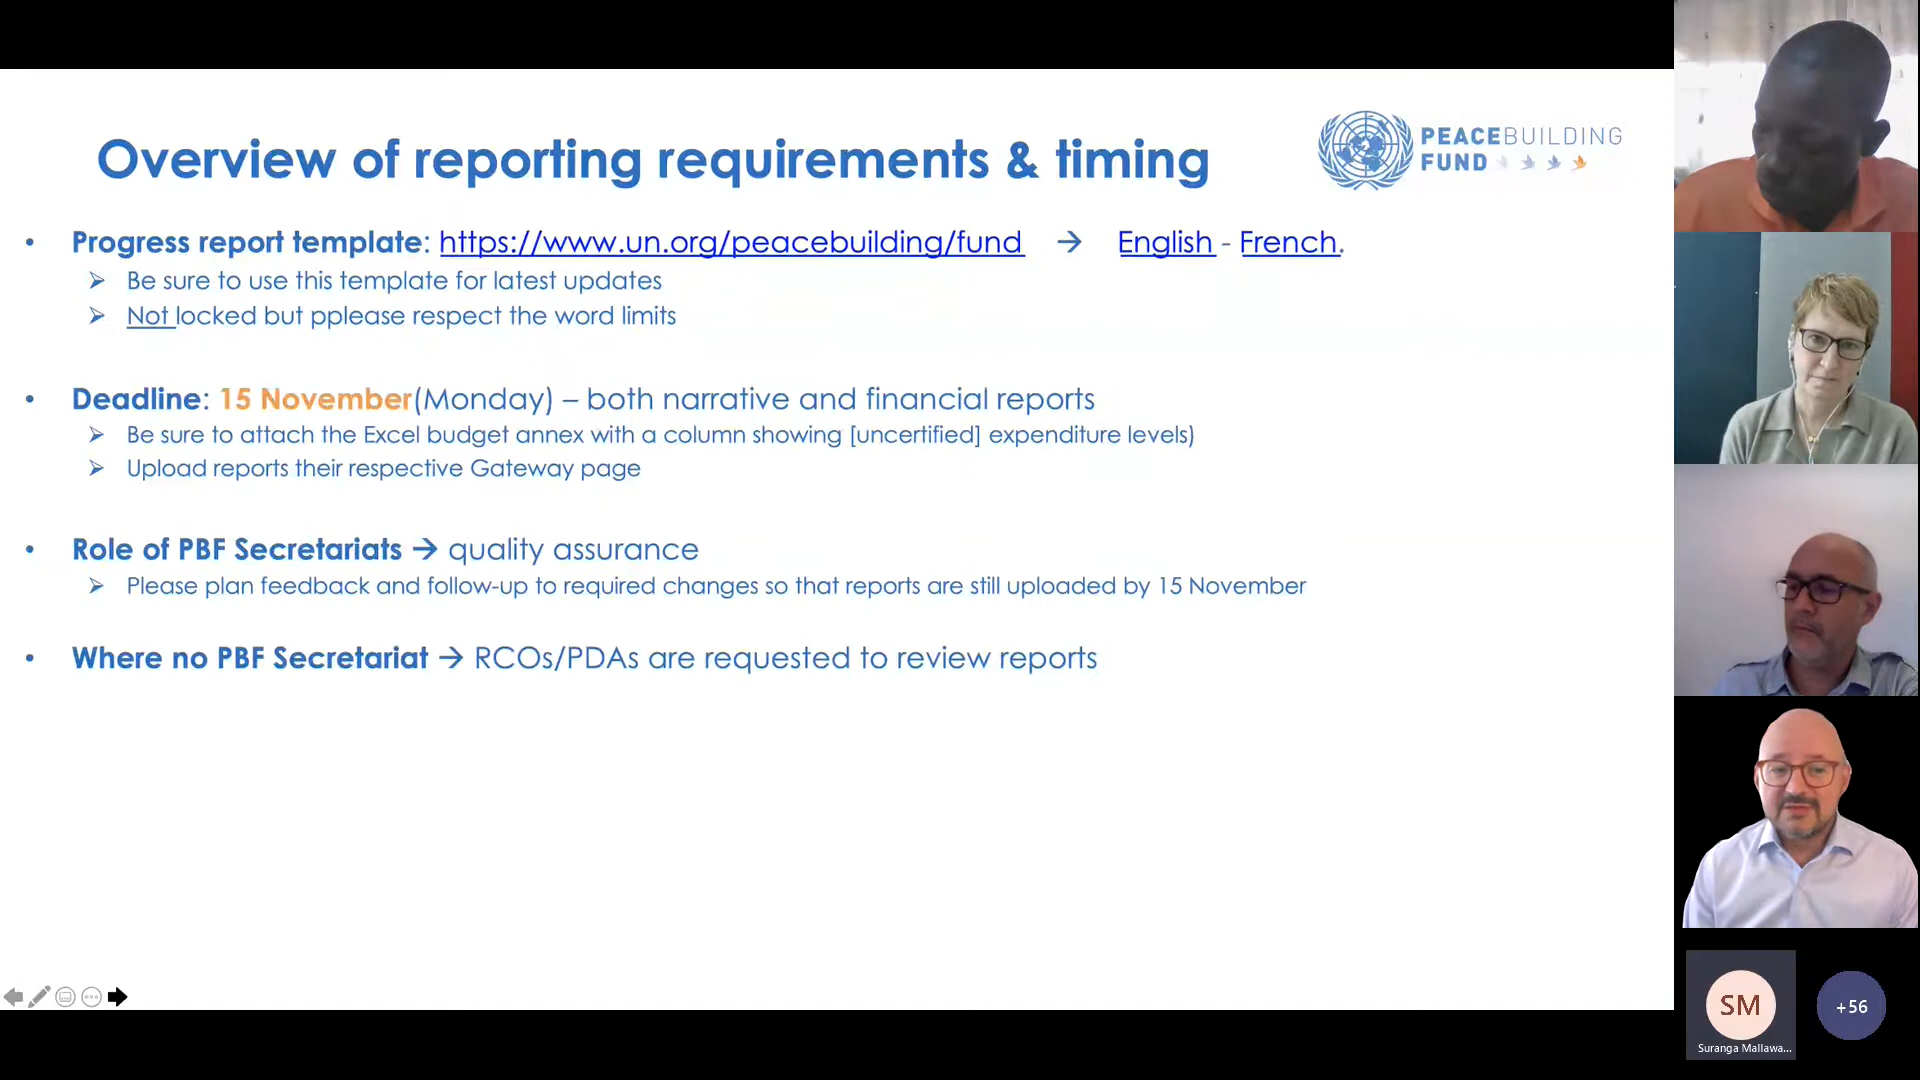 Overview of reporting requirements & timing
PEACEBUILDING
FUND
• Progress report template: https://www.un.org/peacebuilding/fund → English - French.
➢ Be sure to use this template for latest updates
➢ Not locked but pplease respect the word limits
• Deadline: 15 November(Monday) – both narrative and financial reports
➢ Be sure to attach the Excel budget annex with a column showing [uncertified] expenditure levels)
➢ Upload reports their respective Gateway page
• Role of PBF Secretariats → quality assurance
➢ Please plan feedback and follow-up to required changes so that reports are still uploaded by 15 November
• Where no PBF Secretariat → RCOs/PDAs are requested to review reports
SM
+56
Suranga Mallawa...